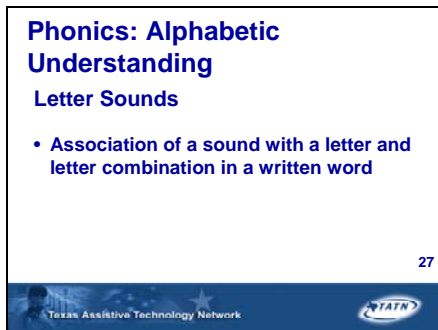 Phonics: Alphabetic
Understanding
Letter Sounds
• Association of a sound with a letter and
letter combination in a written word
27
Texas Assistive Technology Network
TATN